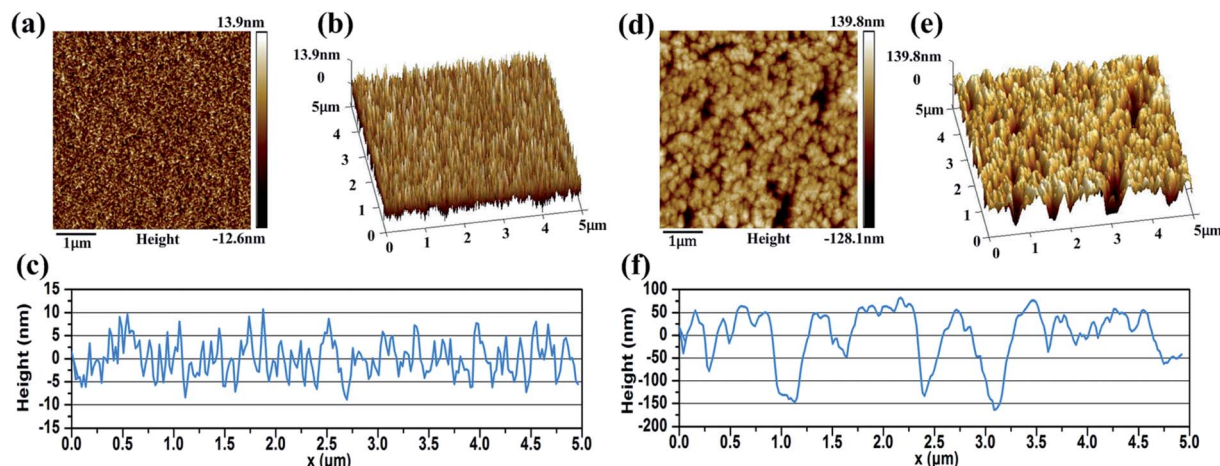 (a)
13.9nm
1μm
Height
-12.6nm
(b)
13.9nm
0
5μm
4
3
2
1
0
0
1
2
3
4
5μm
(c)
Height (nm)
15
10
5
0
-5
-10
-15
0.0 0.5 1.0 1.5 2.0 2.5 3.0 3.5 4.0 4.5 5.0
x (μm)
(d)
139.8nm
1μm
Height
-128.1nm
(e)
139.8nm
0
5μm
4
3
2
1
0
0
1
2
3
4
5μm
(f)
Height (nm)
100
50
0
-50
-100
-150
-200
0.0 0.5 1.0 1.5 2.0 2.5 3.0 3.5 4.0 4.5 5.0
x (μm)